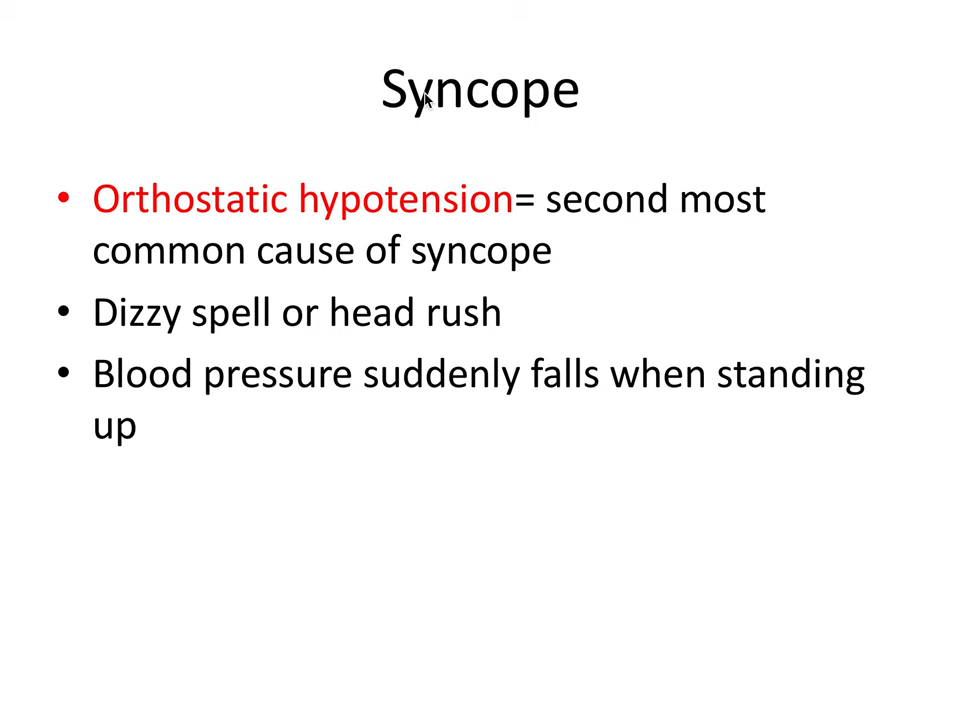 Syncope
• Orthostatic hypotension= second most
common cause of syncope
• Dizzy spell or head rush
• Blood pressure suddenly falls when standing
up